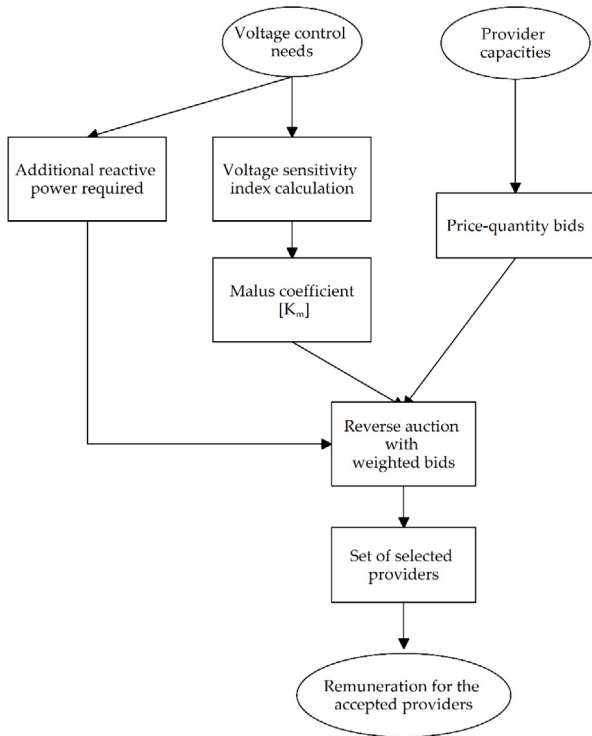 Voltage control
needs
Provider
capacities
Additional reactive
power required
Voltage sensitivity
index calculation
Price-quantity bids
Malus coefficient
[Kₘ]
Reverse auction
with
weighted bids
Set of selected
providers
Remuneration for the
accepted providers